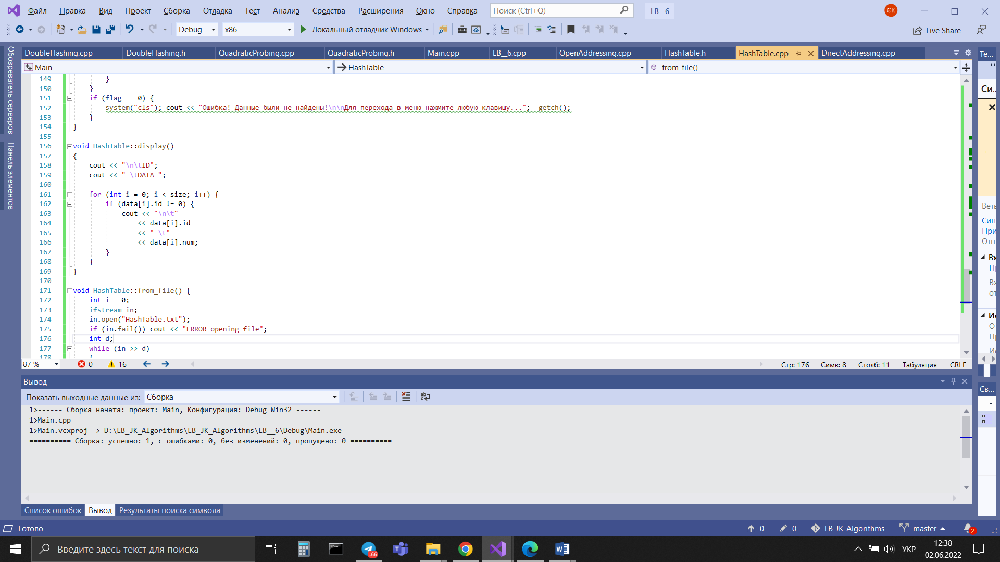 Файл Правка Вид Проект Сборка Отладка Тест Анализ Средства Расширения Окно Справка Поиск (Ctrl+Q) LB__6 ЄК
Debug x86 Локальный отладчик Windows Live Share
DoubleHashing.cpp DoubleHashing.h QuadraticProbing.cpp QuadraticProbing.h Main.cpp LB__6.cpp OpenAddressing.cpp HashTable.h HashTable.cpp DirectAddressing.cpp
Main HashTable from_file()
Обозреватель серверов
Панель элементов
149 }
150 }
151 if (flag == 0) {
152 system("cls"); cout << "Ошибка! Данные были не найдены!\n\nДля перехода в меню нажмите любую клавишу..."; _getch();
153 }
154 }
155
156 void HashTable::display()
157 {
158 cout << "\n\tID";
159 cout << " \tDATA ";
160
161 for (int i = 0; i < size; i++) {
162 if (data[i].id != 0) {
163 cout << "\n\t"
164 << data[i].id
165 << " \t"
166 << data[i].num;
167 }
168 }
169 }
170
171 void HashTable::from_file() {
172 int i = 0;
173 ifstream in;
174 in.open("HashTable.txt");
175 if (in.fail()) cout << "ERROR opening file";
176 int d;
177 while (in >> d)
178 {
87 % 0 16 Стр: 176 Симв: 8 Столб: 11 Табуляция CRLF
Те...
Си...
Ветв
Син
При
Отп
Вх
Пр
Вх
от
Ис
От
Пр
Ис
Св...
Вывод
Показать выходные данные из: Сборка
1>------ Сборка начата: проект: Main, Конфигурация: Debug Win32 ------
1>Main.cpp
1>Main.vcxproj -> D:\LB_JK_Algorithms\LB_JK_Algorithms\LB__6\Debug\Main.exe
========== Сборка: успешно: 1, с ошибками: 0, без изменений: 0, пропущено: 0 ==========
Список ошибок Вывод Результаты поиска символа
Готово 0 0 LB_JK_Algorithms master 2
Введите здесь текст для поиска ..66 УКР 12:38
02.06.2022